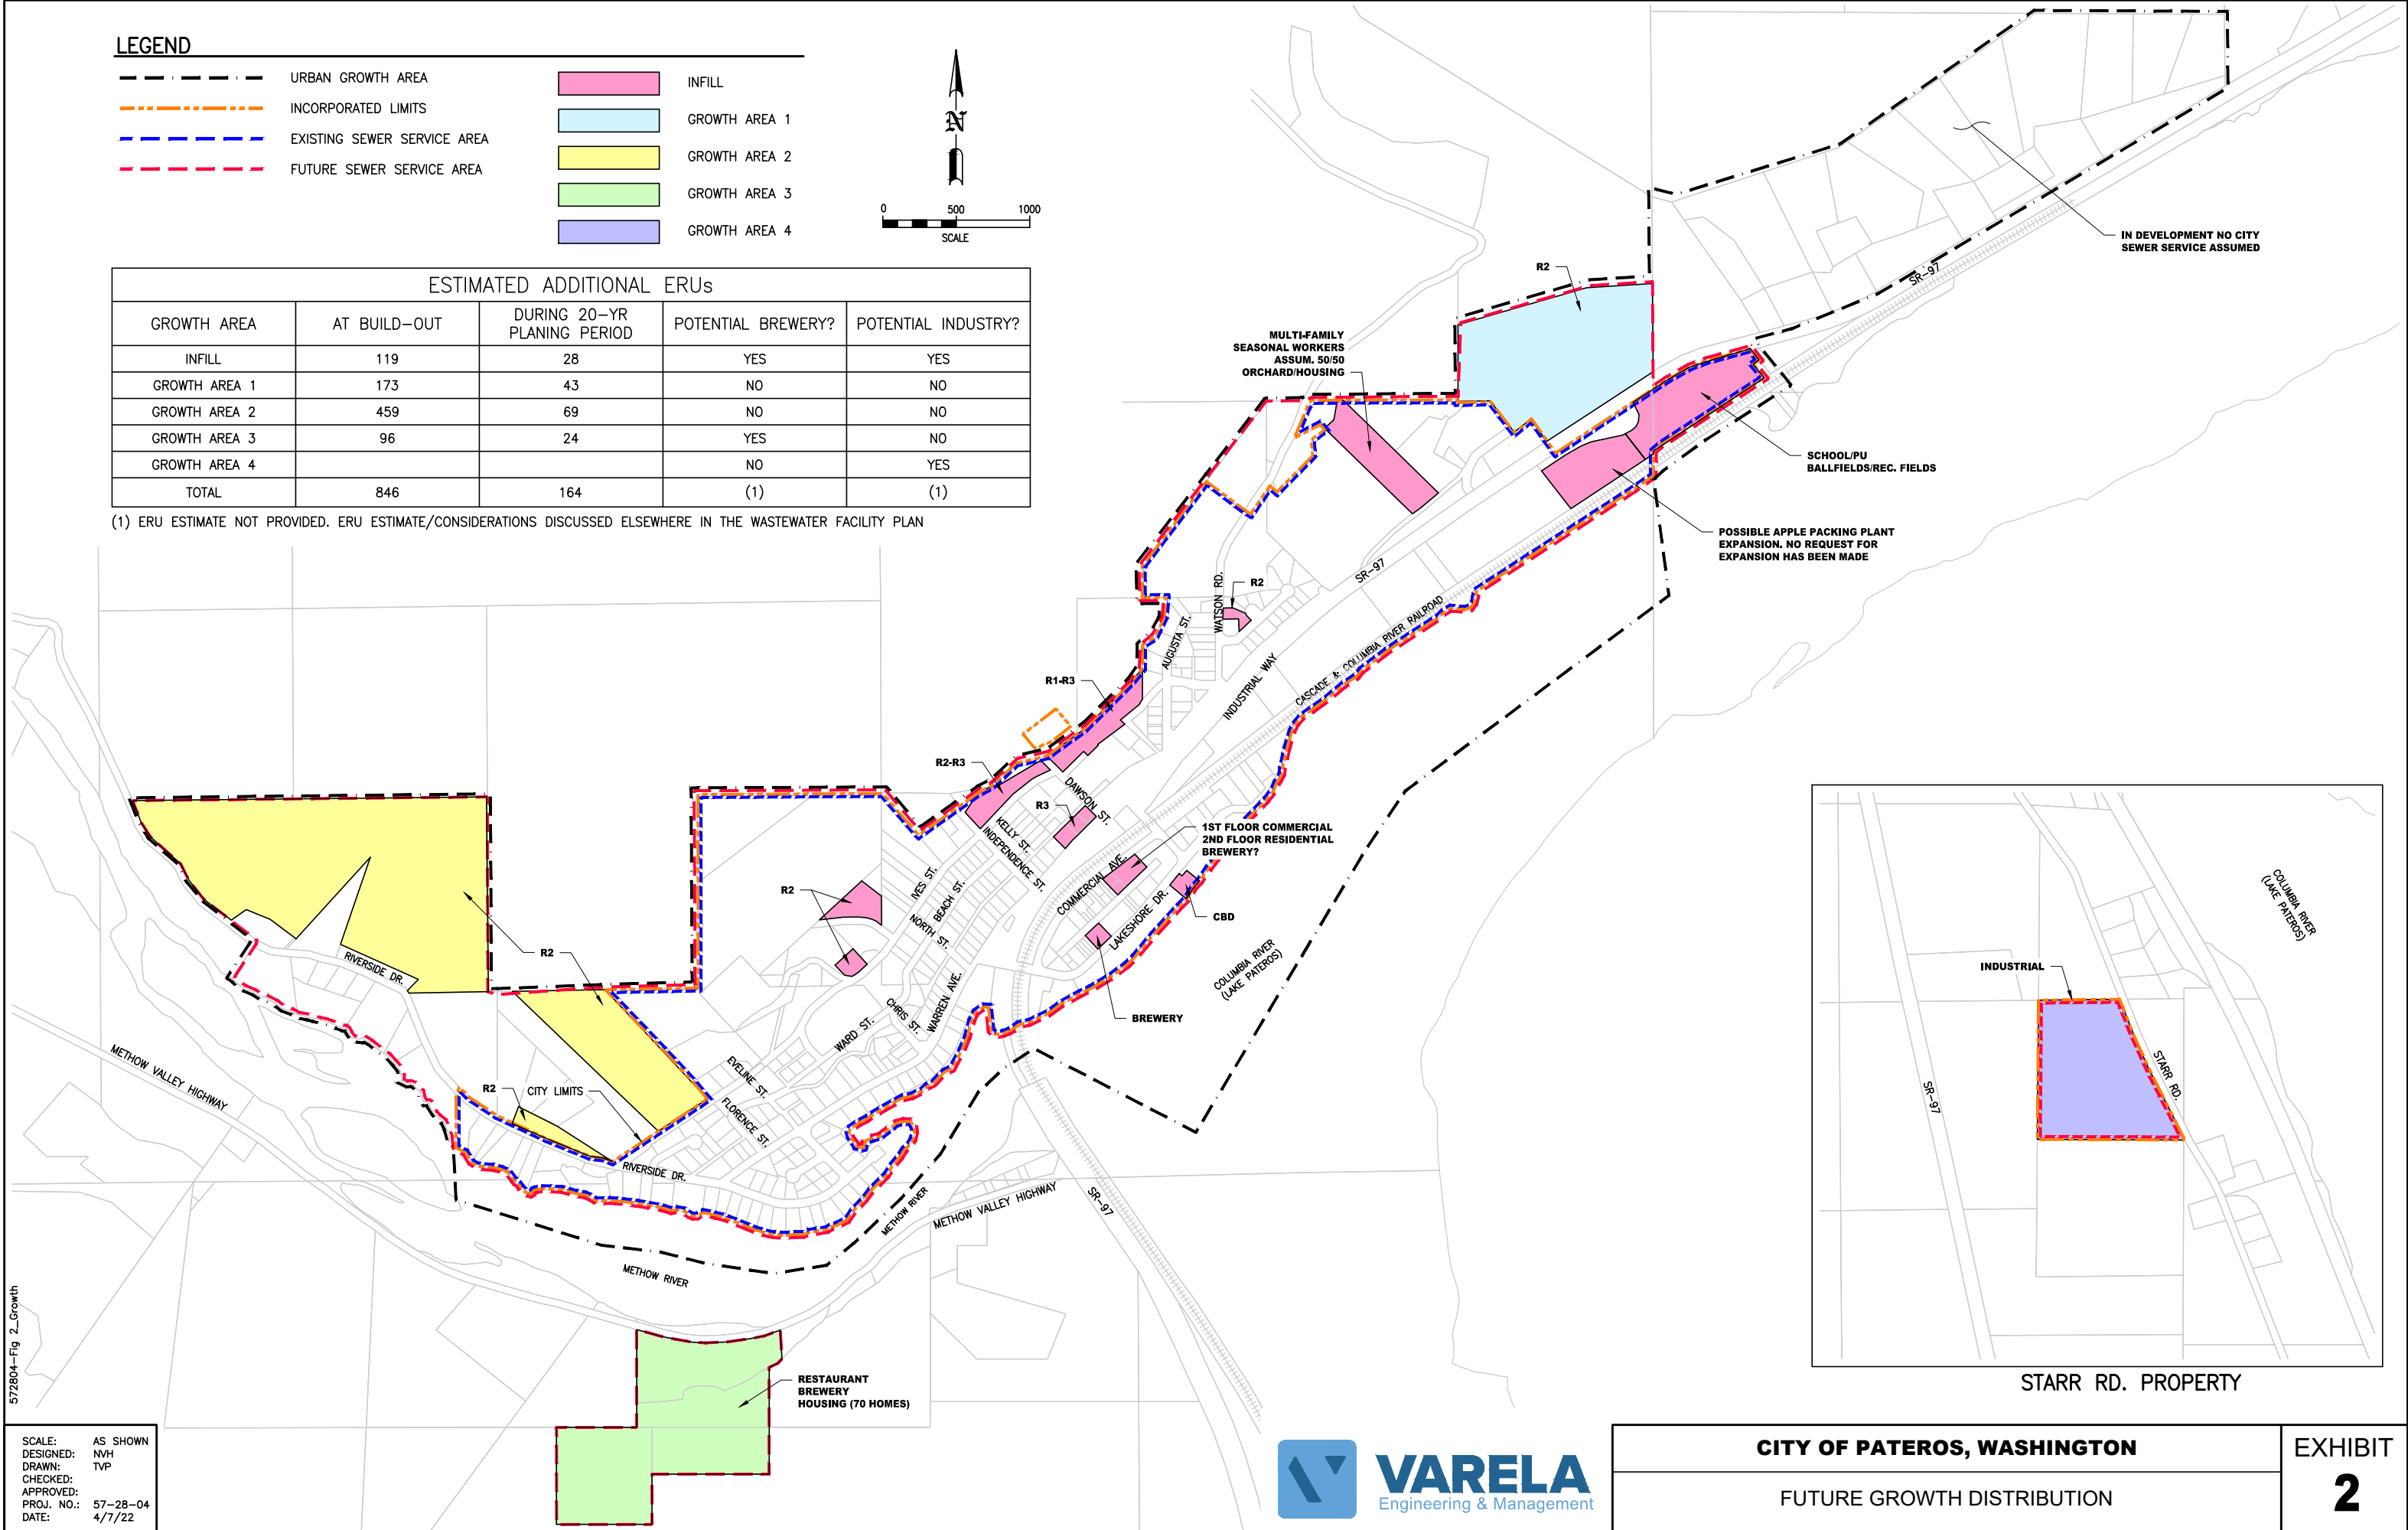 LEGEND
URBAN GROWTH AREA
INCORPORATED LIMITS
EXISTING SEWER SERVICE AREA
FUTURE SEWER SERVICE AREA
INFILL
GROWTH AREA 1
GROWTH AREA 2
GROWTH AREA 3
GROWTH AREA 4
N
0 500 1000
SCALE
ESTIMATED ADDITIONAL ERUs
GROWTH AREA AT BUILD-OUT DURING 20-YR PLANING PERIOD POTENTIAL BREWERY? POTENTIAL INDUSTRY?
INFILL 119 28 YES YES
GROWTH AREA 1 173 43 NO NO
GROWTH AREA 2 459 69 NO NO
GROWTH AREA 3 96 24 YES NO
GROWTH AREA 4 NO YES
TOTAL 846 164 (1) (1)
(1) ERU ESTIMATE NOT PROVIDED. ERU ESTIMATE/CONSIDERATIONS DISCUSSED ELSEWHERE IN THE WASTEWATER FACILITY PLAN
IN DEVELOPMENT NO CITY
SEWER SERVICE ASSUMED
SR-97
R2
MULTI-FAMILY
SEASONAL WORKERS
ASSUM. 50/50
ORCHARD/HOUSING
SCHOOL/PU
BALLFIELDS/REC. FIELDS
POSSIBLE APPLE PACKING PLANT
EXPANSION. NO REQUEST FOR
EXPANSION HAS BEEN MADE
SR-97
R2
WATSON RD.
AUGUSTA ST.
CASCADE & COLUMBIA RIVER RAILROAD
INDUSTRIAL WAY
R1-R3
R2-R3
DAWSON ST.
R3
KELLY ST.
INDEPENDENCE ST.
1ST FLOOR COMMERCIAL
2ND FLOOR RESIDENTIAL
BREWERY?
COMMERCIAL AVE.
LAKESHORE DR.
CBD
IVES ST.
BEACH ST.
NORTH ST.
R2
BREWERY
COLUMBIA RIVER
(LAKE PATEROS)
R2
RIVERSIDE DR.
CHRIS ST.
WARREN AVE.
WARD ST.
EVELINE ST.
FLORENCE ST.
METHOW VALLEY HIGHWAY
R2
CITY LIMITS
RIVERSIDE DR.
METHOW RIVER
METHOW VALLEY HIGHWAY
SR-97
METHOW RIVER
RESTAURANT
BREWERY
HOUSING (70 HOMES)
COLUMBIA RIVER
(LAKE PATEROS)
INDUSTRIAL
STARR RD.
SR-97
STARR RD. PROPERTY
572804-Fig 2_Growth
SCALE: AS SHOWN
DESIGNED: NVH
DRAWN: TVP
CHECKED:
APPROVED:
PROJ. NO.: 57-28-04
DATE: 4/7/22
VARELA
Engineering & Management
CITY OF PATEROS, WASHINGTON
FUTURE GROWTH DISTRIBUTION
EXHIBIT
2